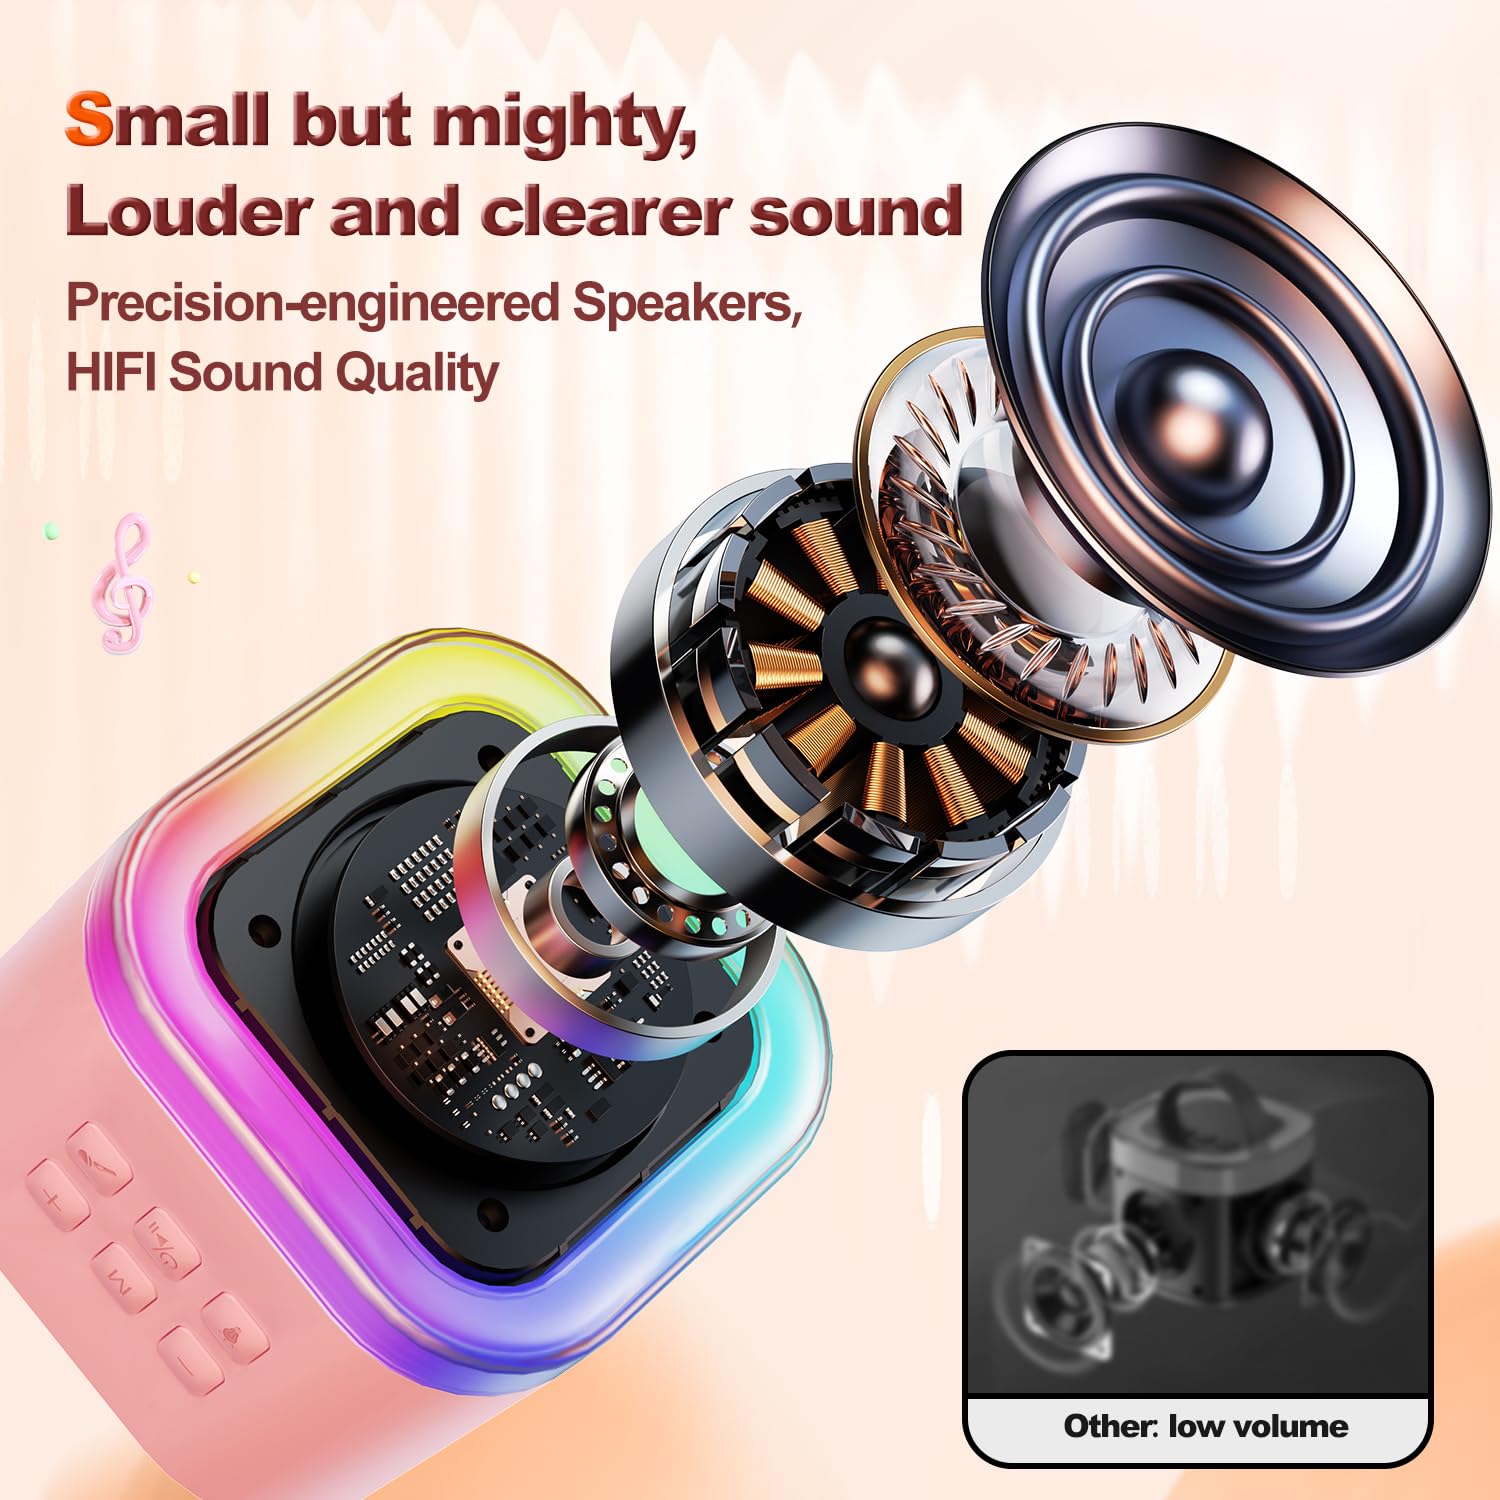 Small but mighty,
Louder and clearer sound
Precision-engineered Speakers,
HIFI Sound Quality
+
M
−
Other: low volume